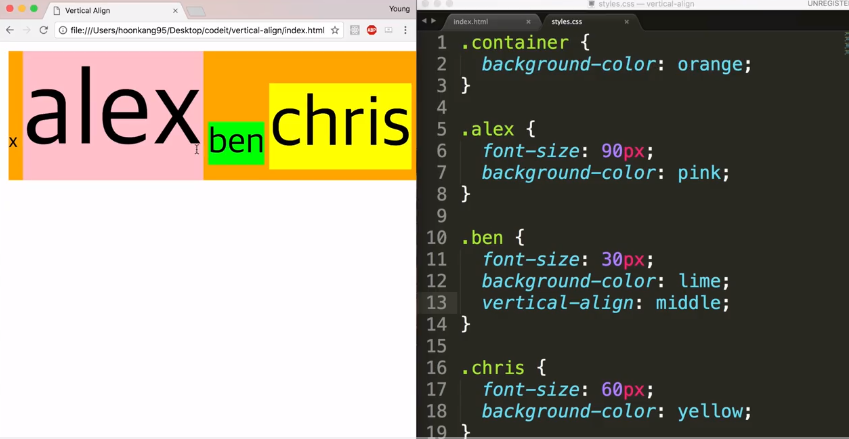 Vertical Align
Young
file:///Users/hoonkang95/Desktop/codeit/vertical-align/index.html
ABP
x alex ben chris
styles.css — vertical-align
UNREGISTE
index.html
styles.css
1 .container {
2 background-color: orange;
3 }
4
5 .alex {
6 font-size: 90px;
7 background-color: pink;
8 }
9
10 .ben {
11 font-size: 30px;
12 background-color: lime;
13 vertical-align: middle;
14 }
15
16 .chris {
17 font-size: 60px;
18 background-color: yellow;
19 }